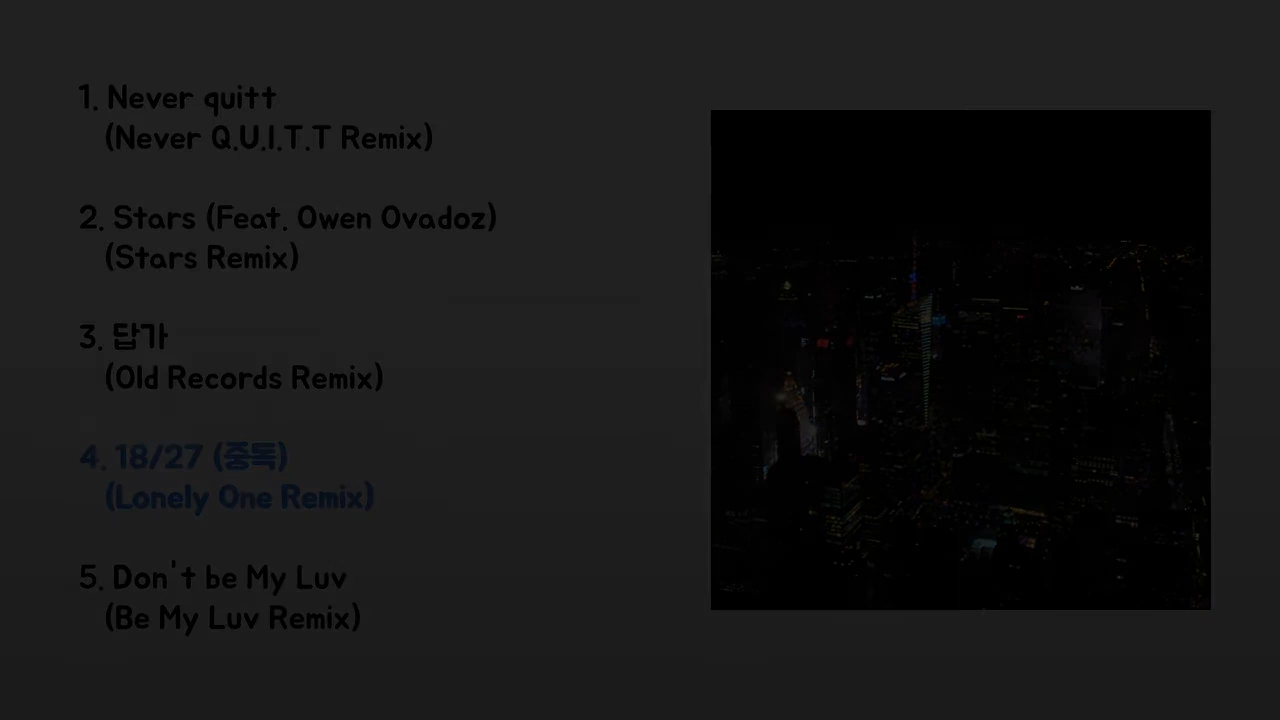 1. Never quitt
(Never Q.U.I.T.T Remix)
2. Stars (Feat. Owen Ovadoz)
(Stars Remix)
3. 답가
(Old Records Remix)
4. 18/27 (중독)
(Lonely One Remix)
5. Don't be My Luv
(Be My Luv Remix)